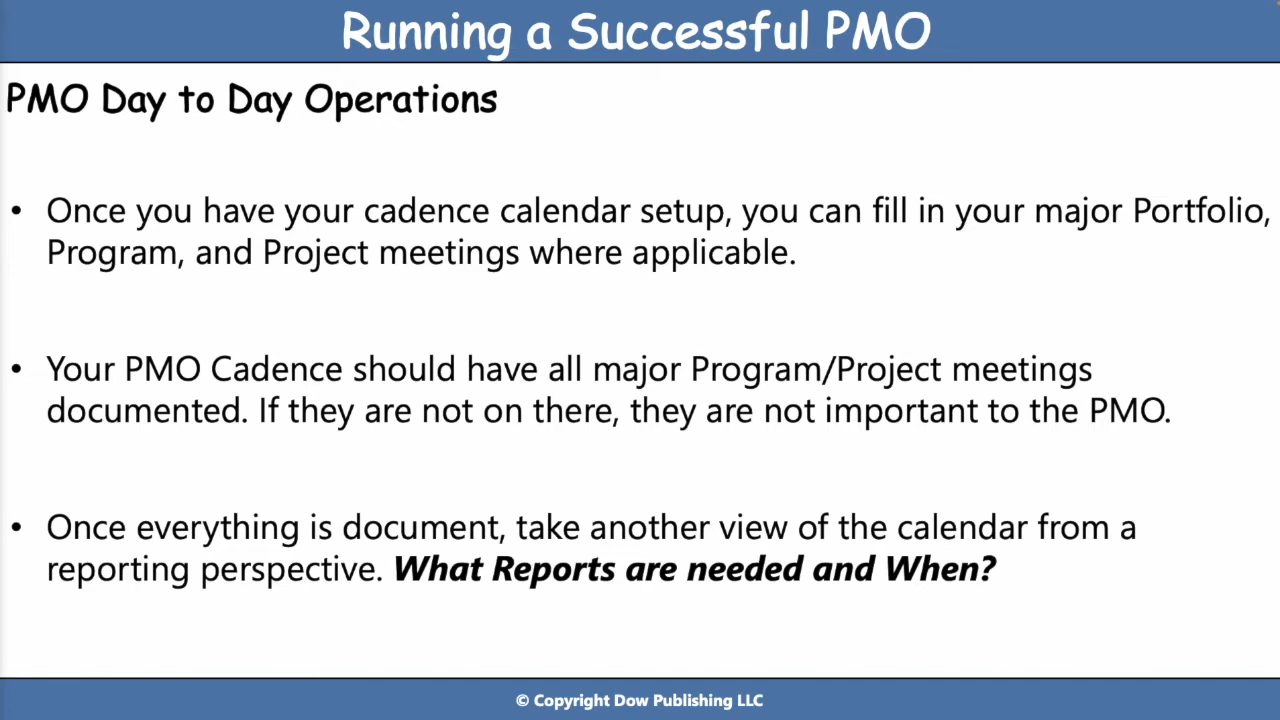 Running a Successful PMO
PMO Day to Day Operations
• Once you have your cadence calendar setup, you can fill in your major Portfolio,
Program, and Project meetings where applicable.
• Your PMO Cadence should have all major Program/Project meetings
documented. If they are not on there, they are not important to the PMO.
• Once everything is document, take another view of the calendar from a
reporting perspective. What Reports are needed and When?
© Copyright Dow Publishing LLC